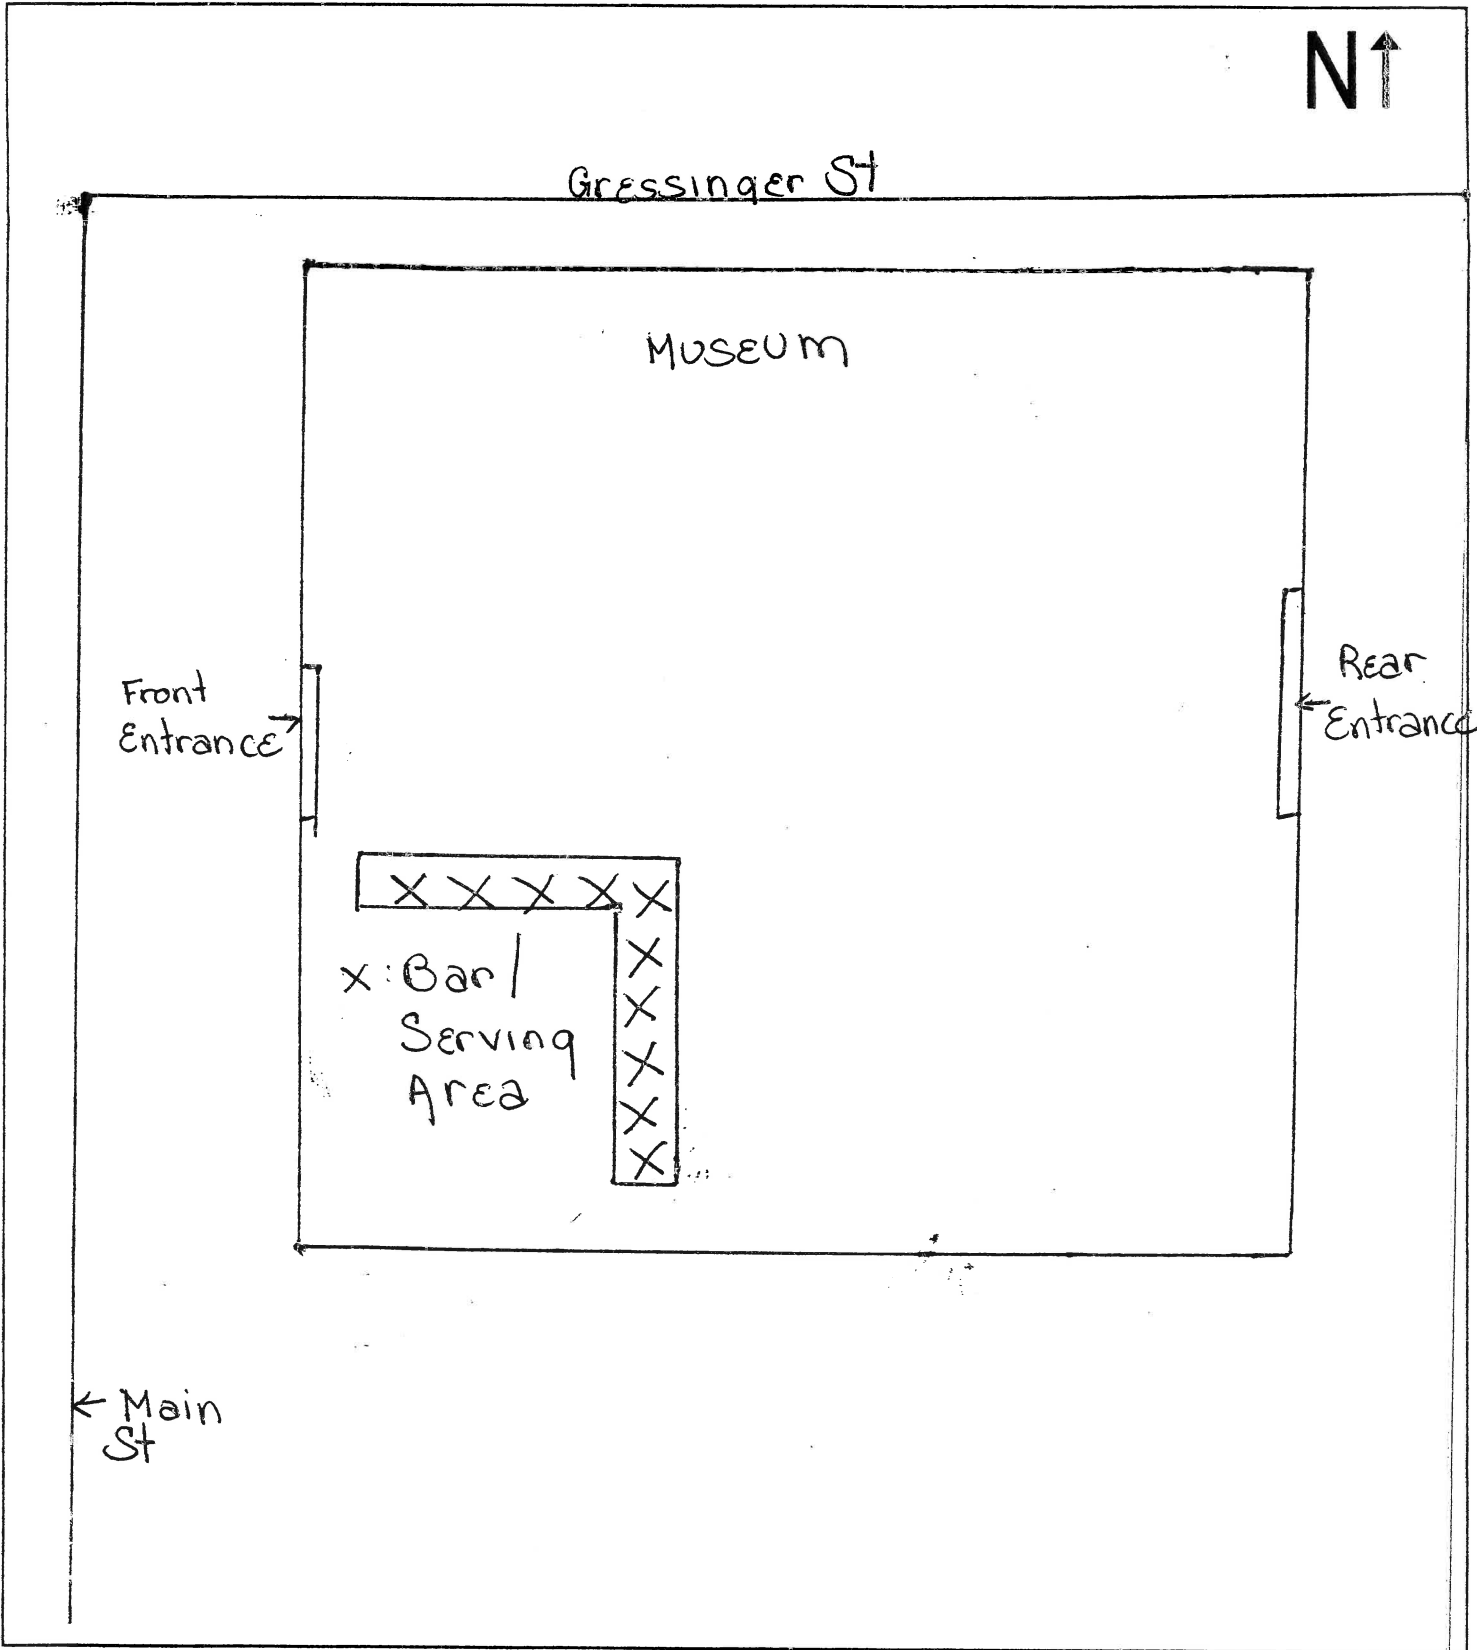 N↑
Gressinger St
Museum
Front
Entrance →
Rear
← Entrance
X X X X X
X
X
X
X
X
x: Bar /
Serving
Area
← Main
St